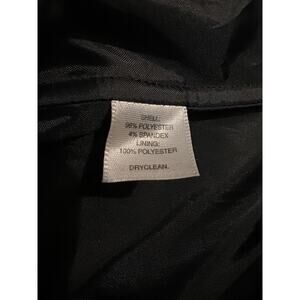 SHELL:
96% POLYESTER
4% SPANDEX
LINING:
100% POLYESTER
DRYCLEAN.